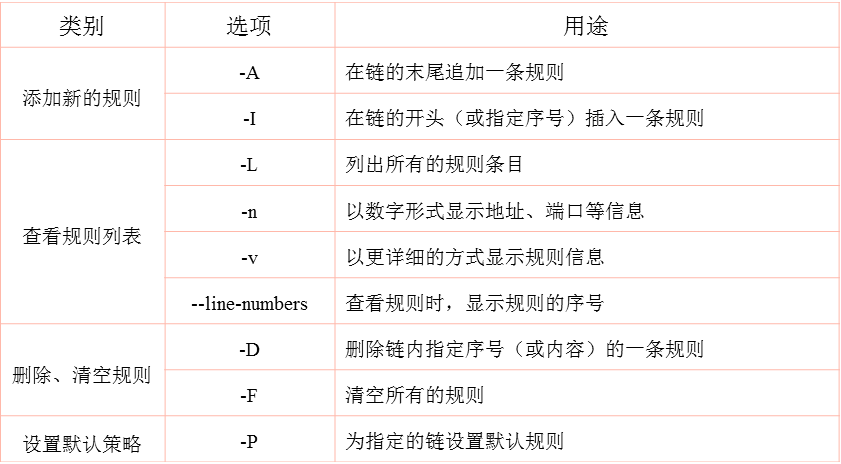 类别 选项 用途
添加新的规则 -A 在链的末尾追加一条规则
-I 在链的开头（或指定序号）插入一条规则
查看规则列表 -L 列出所有的规则条目
-n 以数字形式显示地址、端口等信息
-v 以更详细的方式显示规则信息
--line-numbers 查看规则时，显示规则的序号
删除、清空规则 -D 删除链内指定序号（或内容）的一条规则
-F 清空所有的规则
设置默认策略 -P 为指定的链设置默认规则